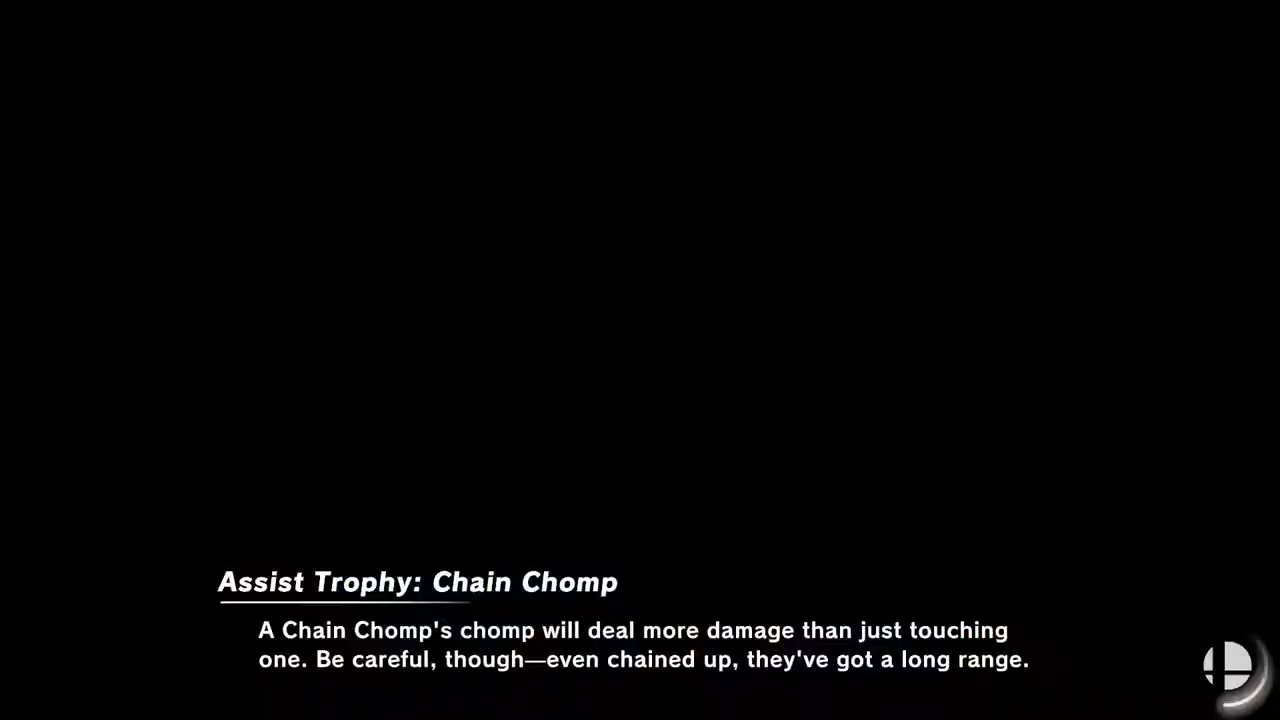 Assist Trophy: Chain Chomp
A Chain Chomp's chomp will deal more damage than just touching
one. Be careful, though—even chained up, they've got a long range.